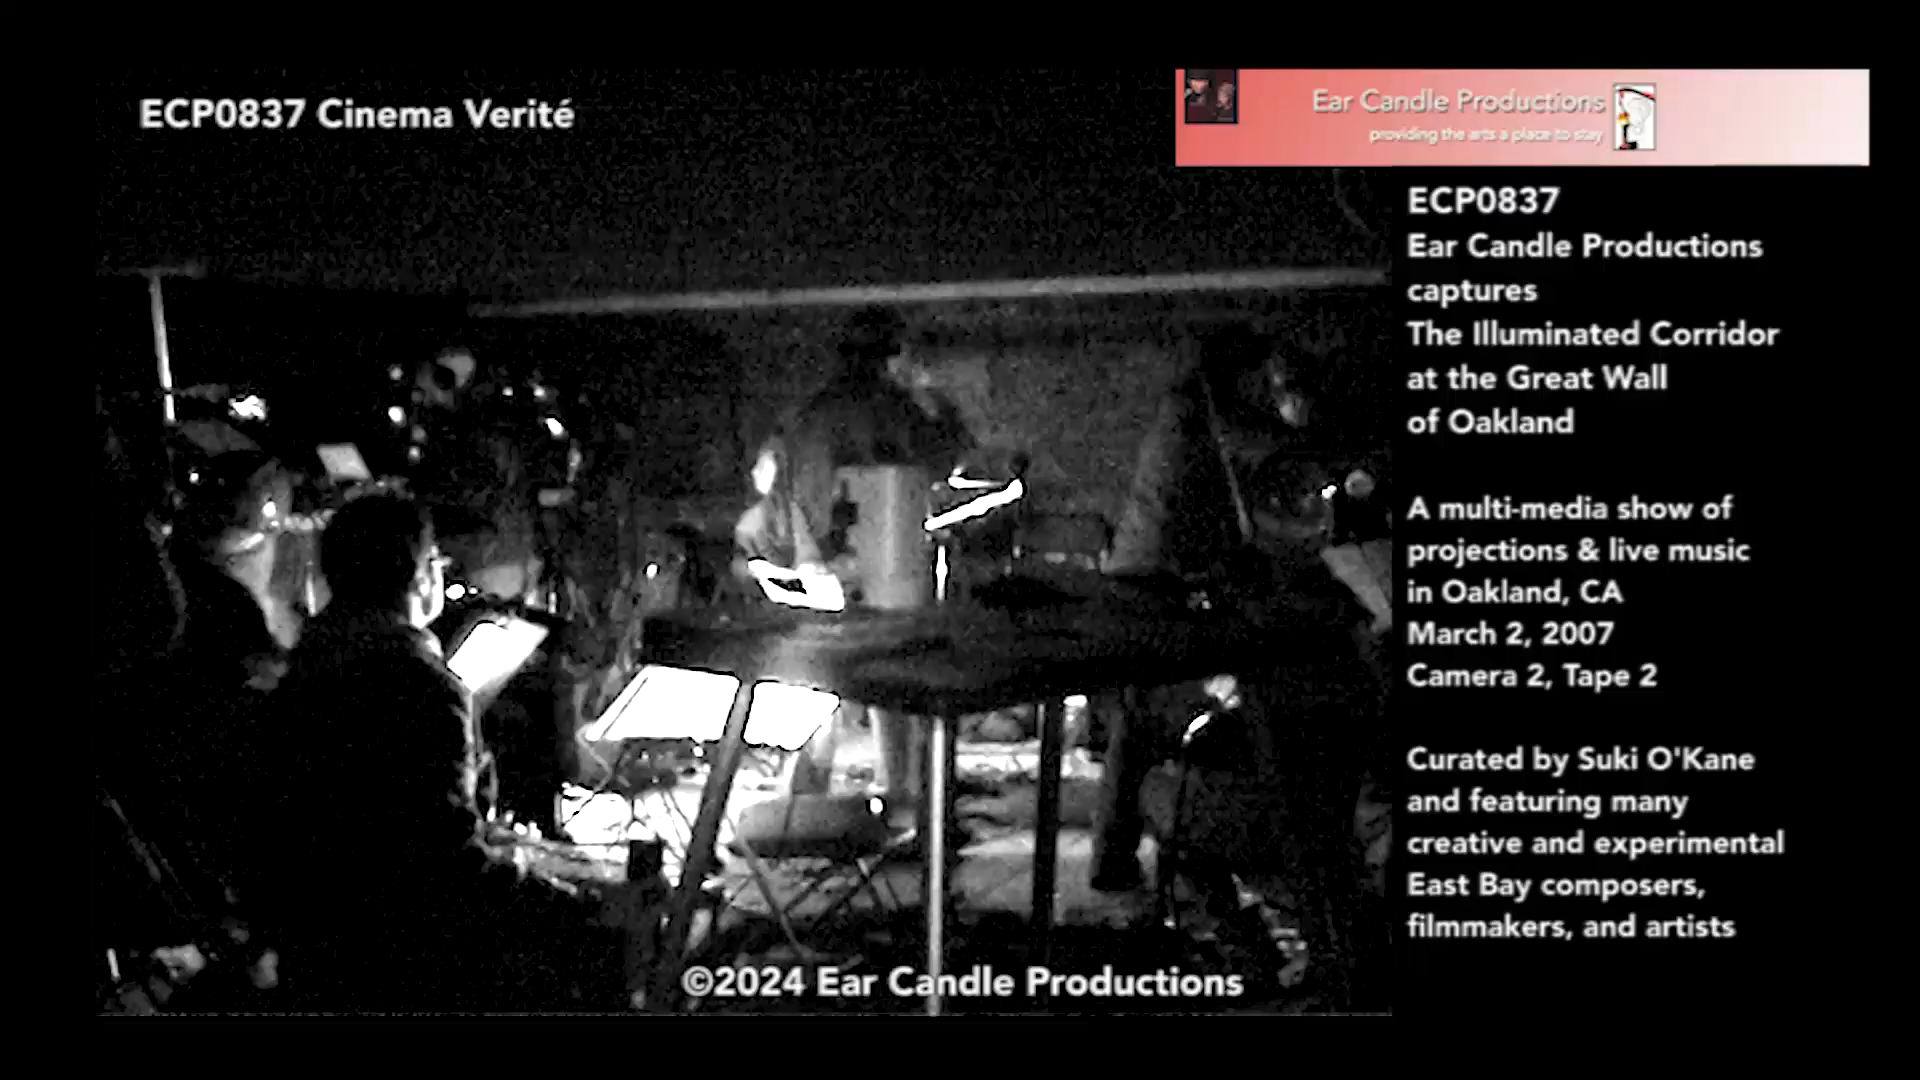 ECP0837 Cinema Verité
Ear Candle Productions
providing the arts a place to stay
ECP0837
Ear Candle Productions
captures
The Illuminated Corridor
at the Great Wall
of Oakland
A multi-media show of
projections & live music
in Oakland, CA
March 2, 2007
Camera 2, Tape 2
Curated by Suki O'Kane
and featuring many
creative and experimental
East Bay composers,
filmmakers, and artists
©2024 Ear Candle Productions